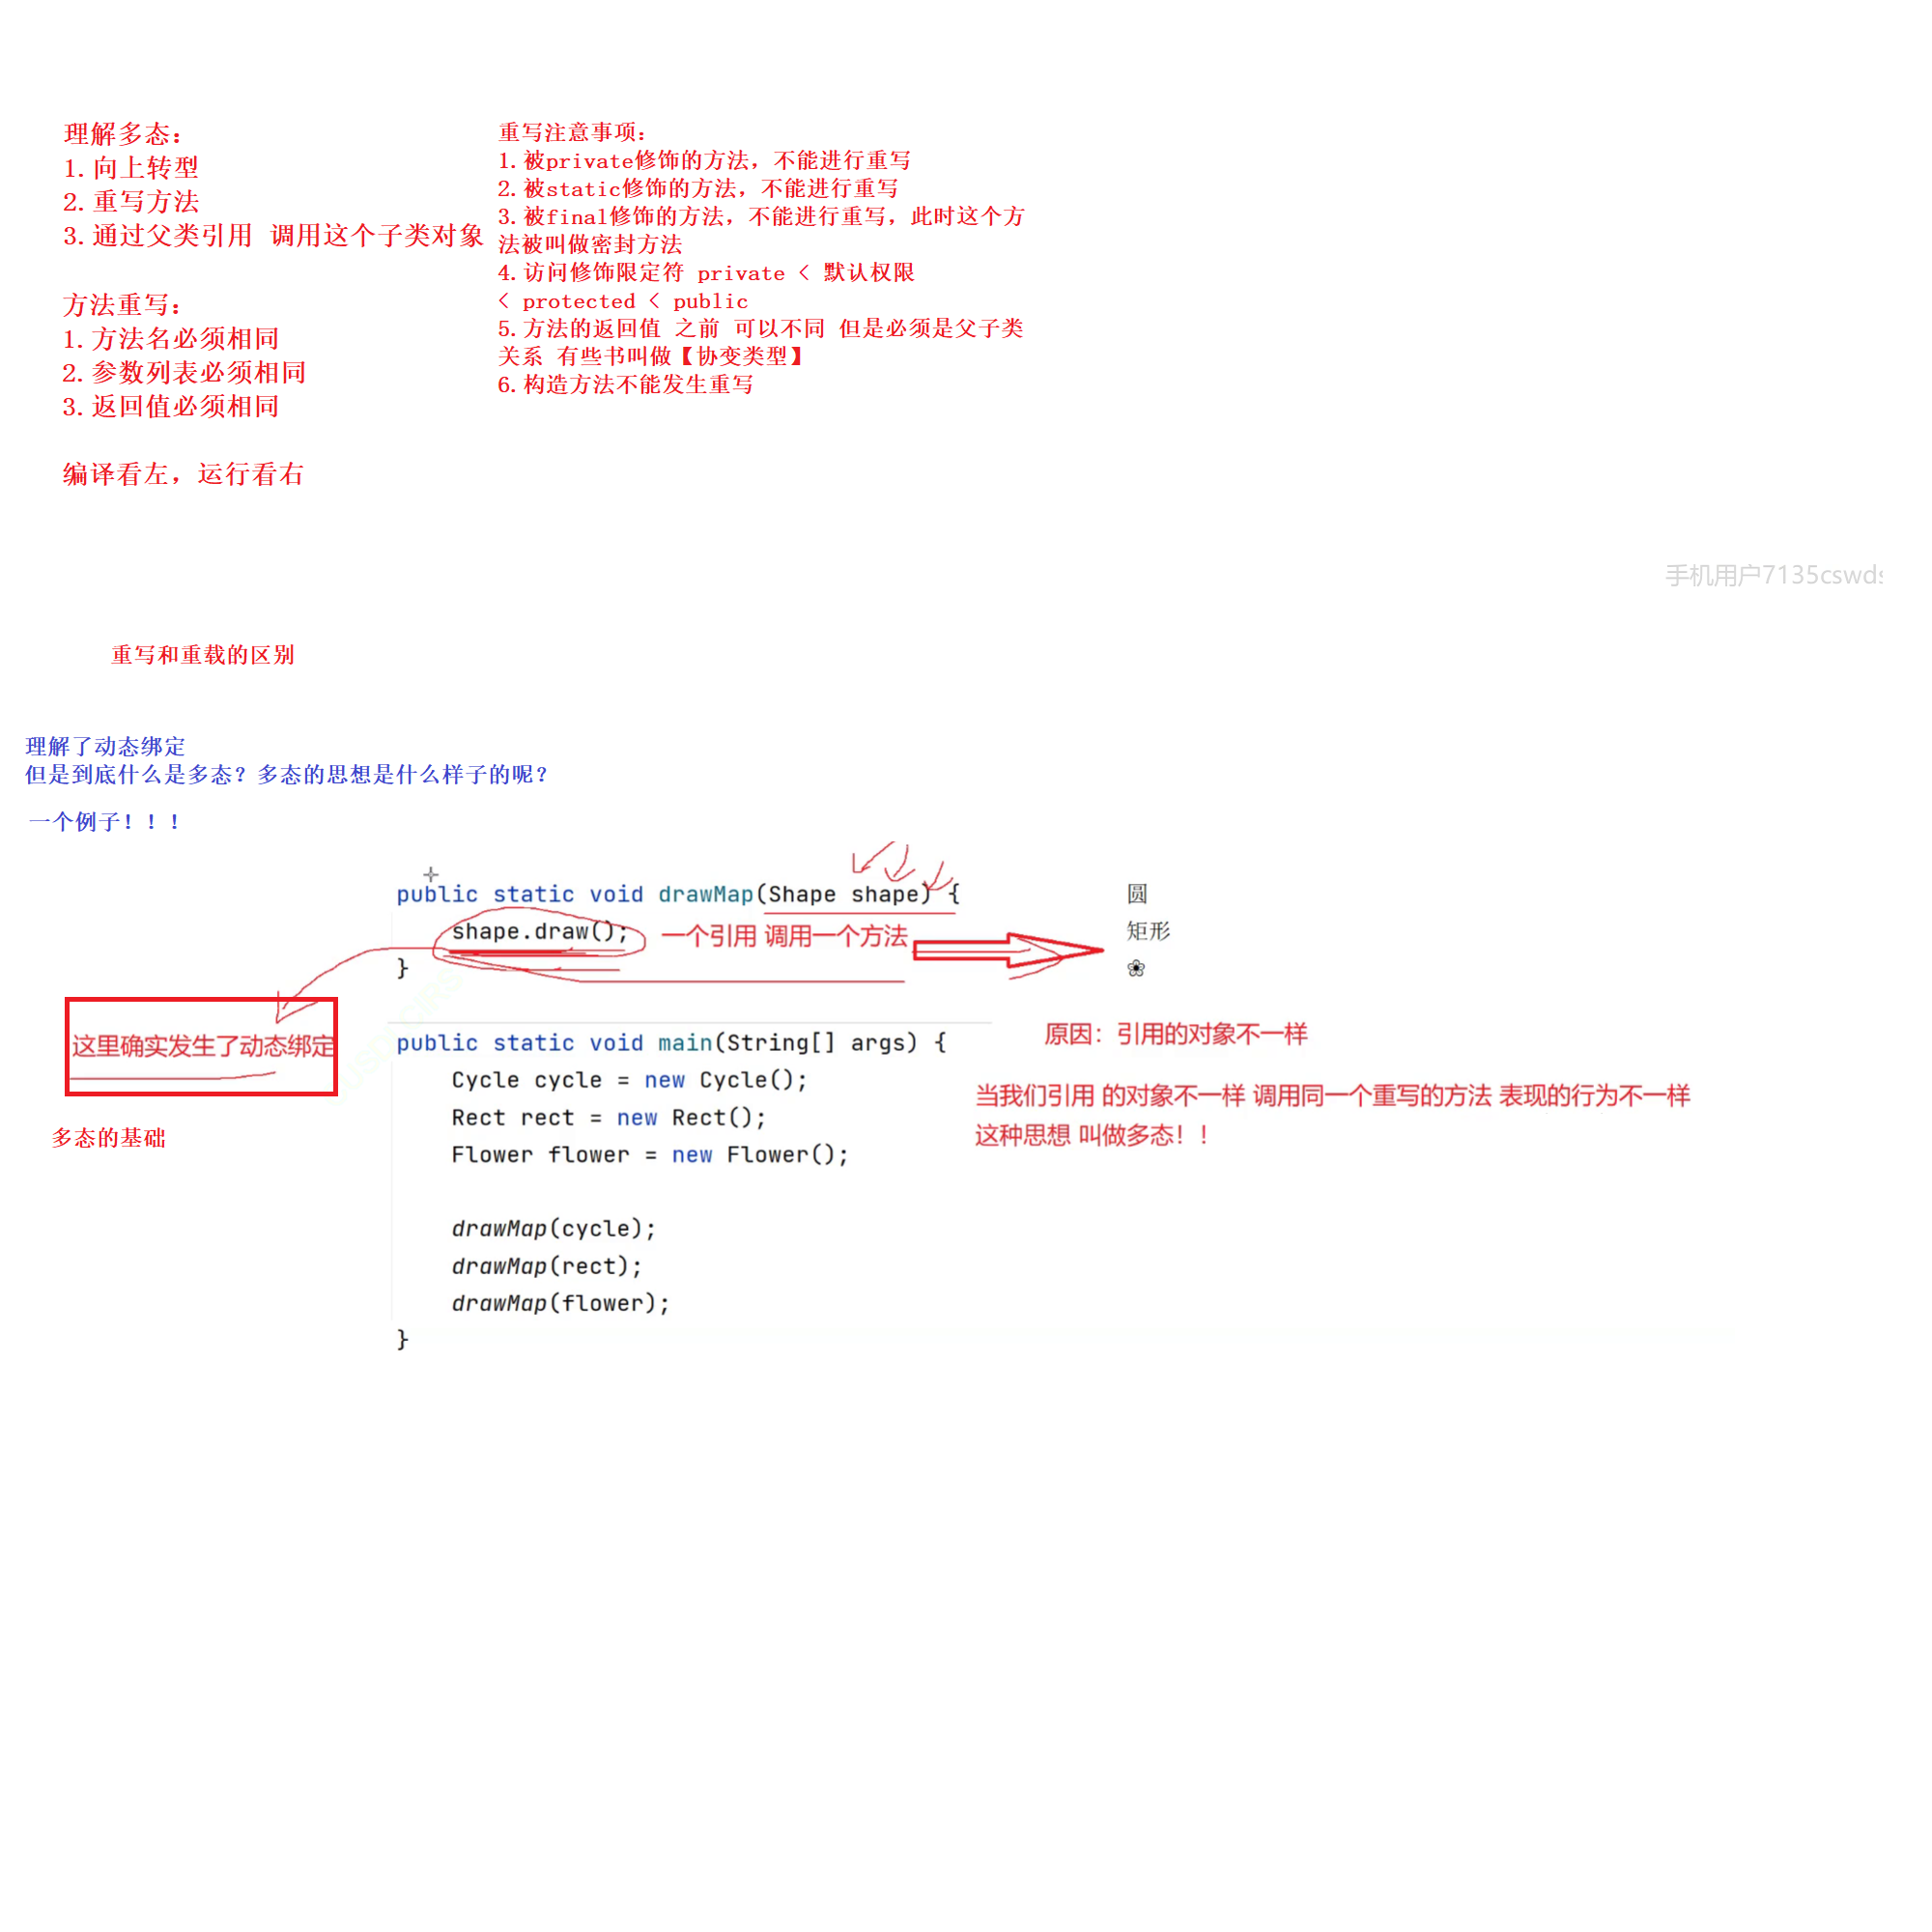 理解多态：
1. 向上转型
2. 重写方法
3. 通过父类引用 调用这个子类对象
方法重写：
1. 方法名必须相同
2. 参数列表必须相同
3. 返回值必须相同
编译看左，运行看右
重写注意事项：
1. 被private修饰的方法，不能进行重写
2. 被static修饰的方法，不能进行重写
3. 被final修饰的方法，不能进行重写，此时这个方
法被叫做密封方法
4. 访问修饰限定符 private < 默认权限
< protected < public
5. 方法的返回值 之前 可以不同 但是必须是父子类
关系 有些书叫做【协变类型】
6. 构造方法不能发生重写
手机用户7135cswds
重写和重载的区别
理解了动态绑定
但是到底什么是多态？多态的思想是什么样子的呢？
一个例子！！！
public static void drawMap(Shape shape) {
shape.draw(); 一个引用 调用一个方法
}
圆
矩形
❀
这里确实发生了动态绑定
多态的基础
public static void main(String[] args) {
Cycle cycle = new Cycle();
Rect rect = new Rect();
Flower flower = new Flower();
drawMap(cycle);
drawMap(rect);
drawMap(flower);
}
原因：引用的对象不一样
当我们引用 的对象不一样 调用同一个重写的方法 表现的行为不一样
这种思想 叫做多态！！